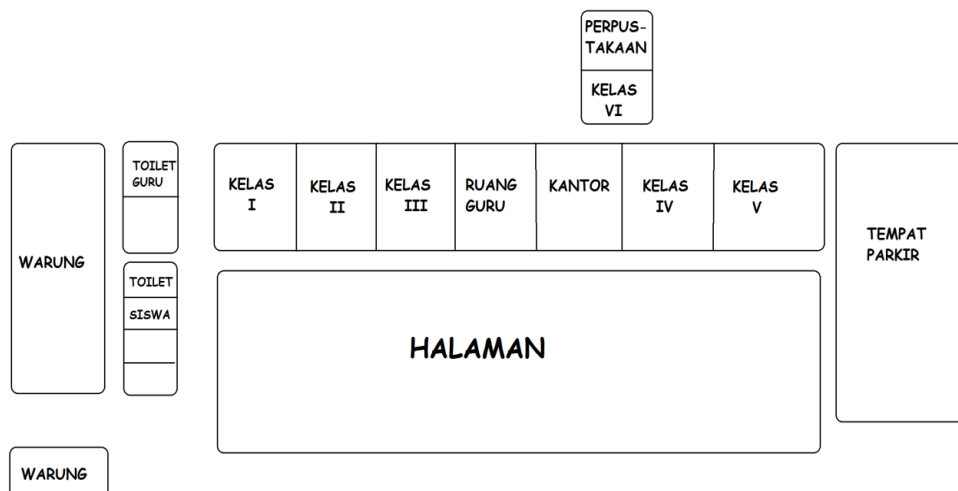 PERPUS-
TAKAAN
KELAS
VI
TOILET
GURU
KELAS
I
KELAS
II
KELAS
III
RUANG
GURU
KANTOR
KELAS
IV
KELAS
V
TEMPAT
PARKIR
WARUNG
TOILET
SISWA
HALAMAN
WARUNG